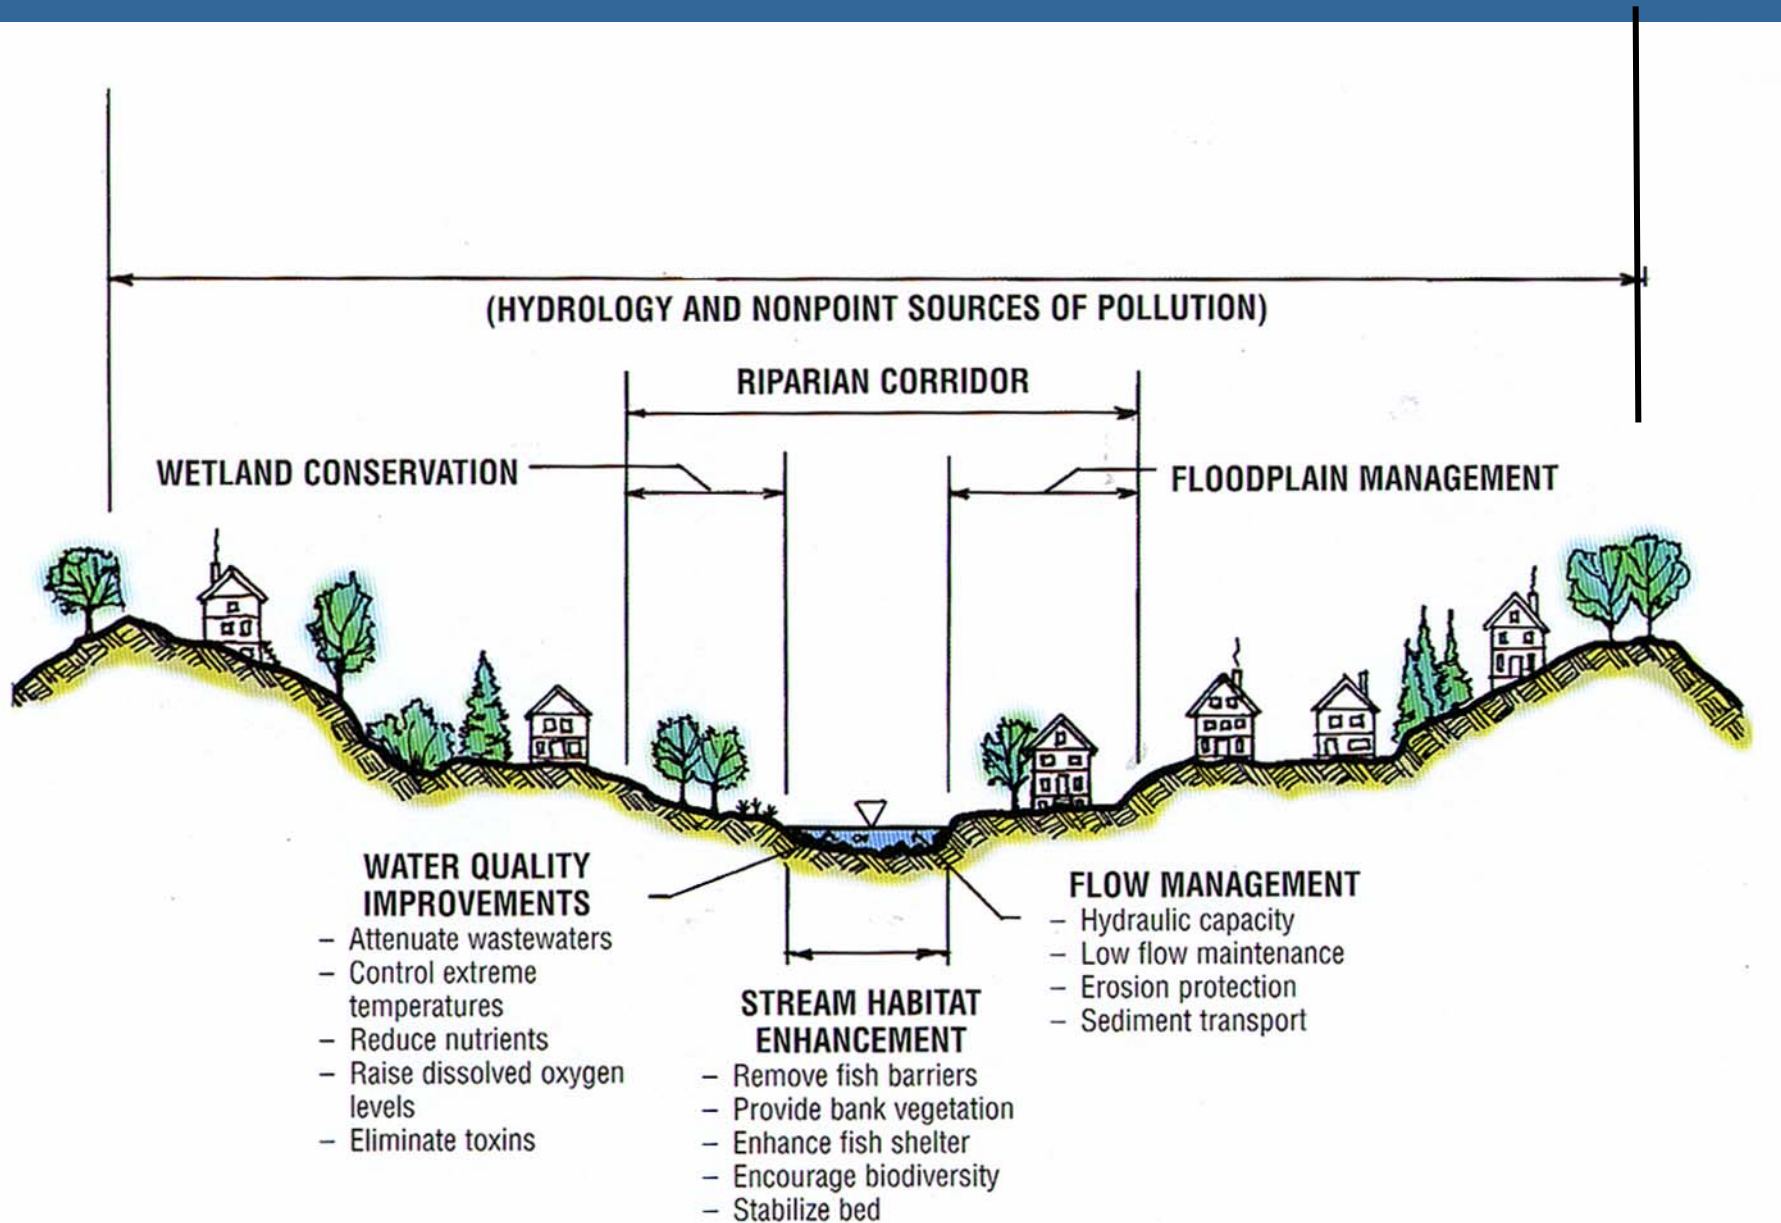 (HYDROLOGY AND NONPOINT SOURCES OF POLLUTION)
RIPARIAN CORRIDOR
WETLAND CONSERVATION
FLOODPLAIN MANAGEMENT
WATER QUALITY
IMPROVEMENTS
– Attenuate wastewaters
– Control extreme
temperatures
– Reduce nutrients
– Raise dissolved oxygen
levels
– Eliminate toxins
STREAM HABITAT
ENHANCEMENT
– Remove fish barriers
– Provide bank vegetation
– Enhance fish shelter
– Encourage biodiversity
– Stabilize bed
FLOW MANAGEMENT
– Hydraulic capacity
– Low flow maintenance
– Erosion protection
– Sediment transport